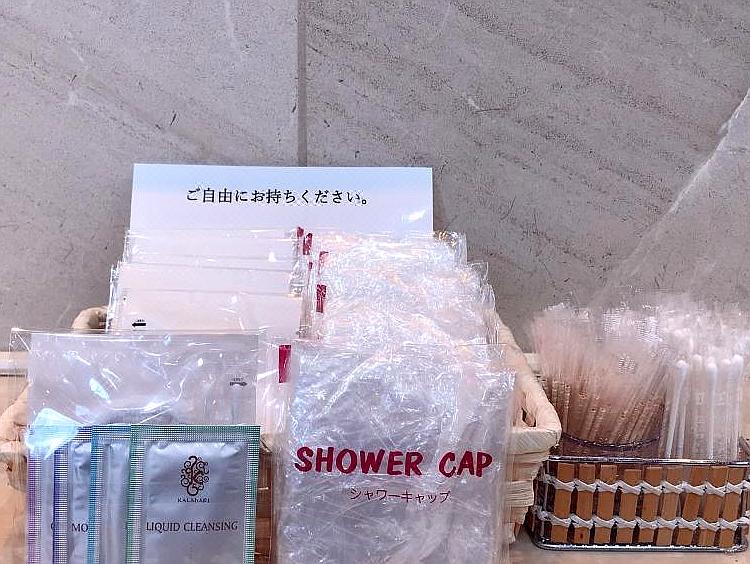 ご自由にお持ちください。
SHOWER CAP
シャワーキャップ
KALAHARI
LIQUID CLEANSING